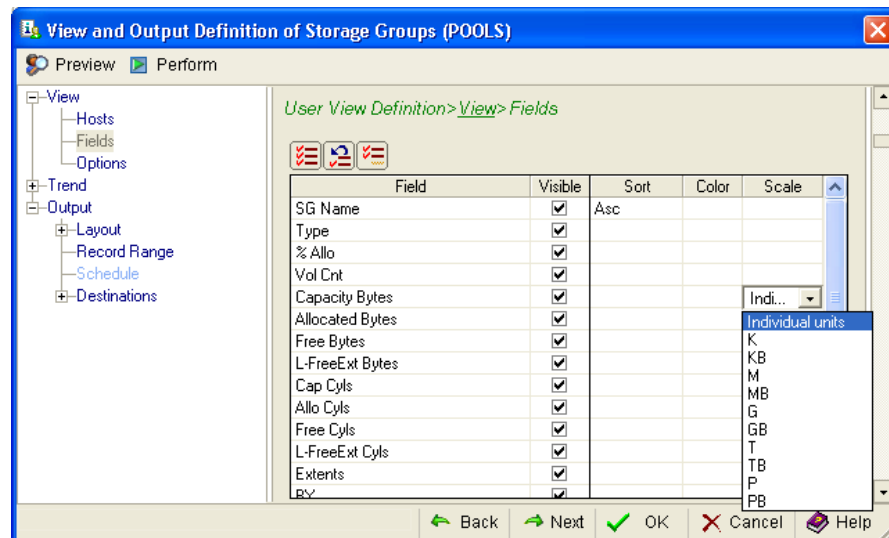 View and Output Definition of Storage Groups (POOLS)
Preview Perform
View
Hosts
Fields
Options
Trend
Output
Layout
Record Range
Schedule
Destinations
User View Definition>View>Fields
Field Visible Sort Color Scale
SG Name Asc
Type
% Allo
Vol Cnt
Capacity Bytes Indi...
Allocated Bytes
Free Bytes
L-FreeExt Bytes
Cap Cyls
Allo Cyls
Free Cyls
L-FreeExt Cyls
Extents
Individual units
K
KB
M
MB
G
GB
T
TB
P
PB
Back Next OK Cancel Help